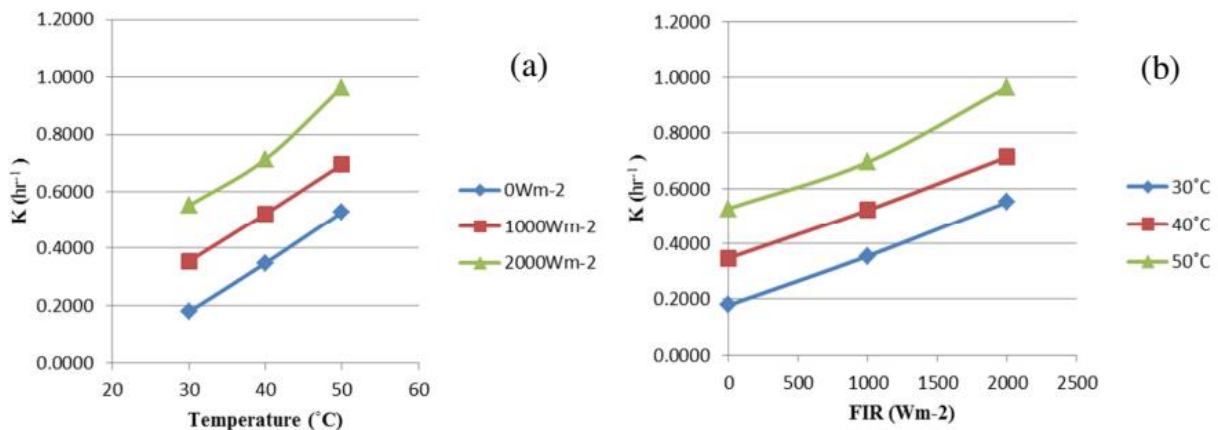 1.2000
1.0000
0.8000
0.6000
0.4000
0.2000
0.0000
K (hr⁻¹)
20 30 40 50 60
Temperature (˚C)
(a)
0Wm-2
1000Wm-2
2000Wm-2
1.2000
1.0000
0.8000
0.6000
0.4000
0.2000
0.0000
K (hr⁻¹)
0 500 1000 1500 2000 2500
FIR (Wm-2)
(b)
30˚C
40˚C
50˚C